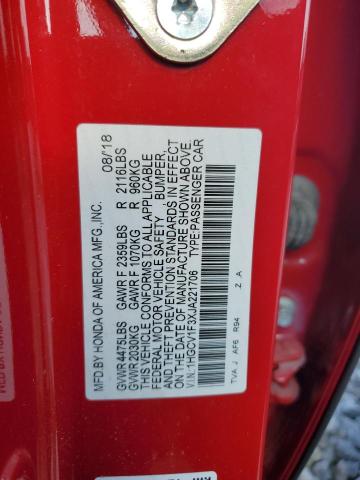 MFD.BY HONDA OF AMERICA MFG.,INC. 08/'18
GVWR 4475LBS GAWR F 2359LBS R 2116LBS
GVWR 2030KG GAWR F 1070KG R 960KG
THIS VEHICLE CONFORMS TO ALL APPLICABLE
FEDERAL MOTOR VEHICLE SAFETY BUMPER,
AND THEFT PREVENTION STANDARDS IN EFFECT
ON THE DATE OF MANUFACTURE SHOWN ABOVE.
V.I.N.:1HGCV1F3XJA221706 TYPE:PASSENGER CAR
TVA J AF6 R94 2 A